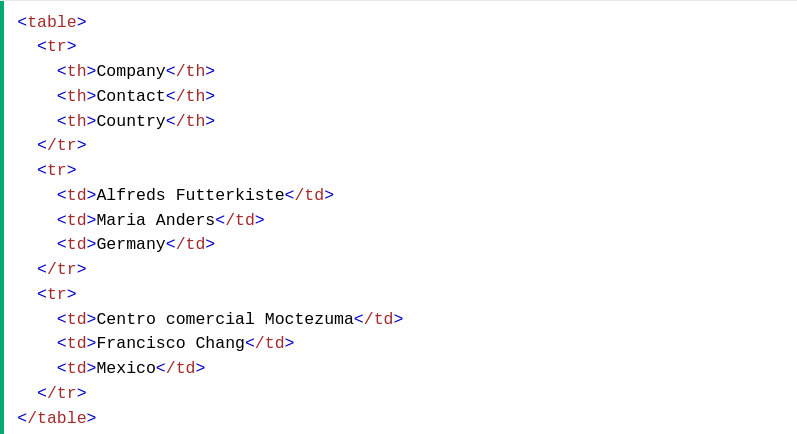 <table>
  <tr>
    <th>Company</th>
    <th>Contact</th>
    <th>Country</th>
  </tr>
  <tr>
    <td>Alfreds Futterkiste</td>
    <td>Maria Anders</td>
    <td>Germany</td>
  </tr>
  <tr>
    <td>Centro comercial Moctezuma</td>
    <td>Francisco Chang</td>
    <td>Mexico</td>
  </tr>
</table>